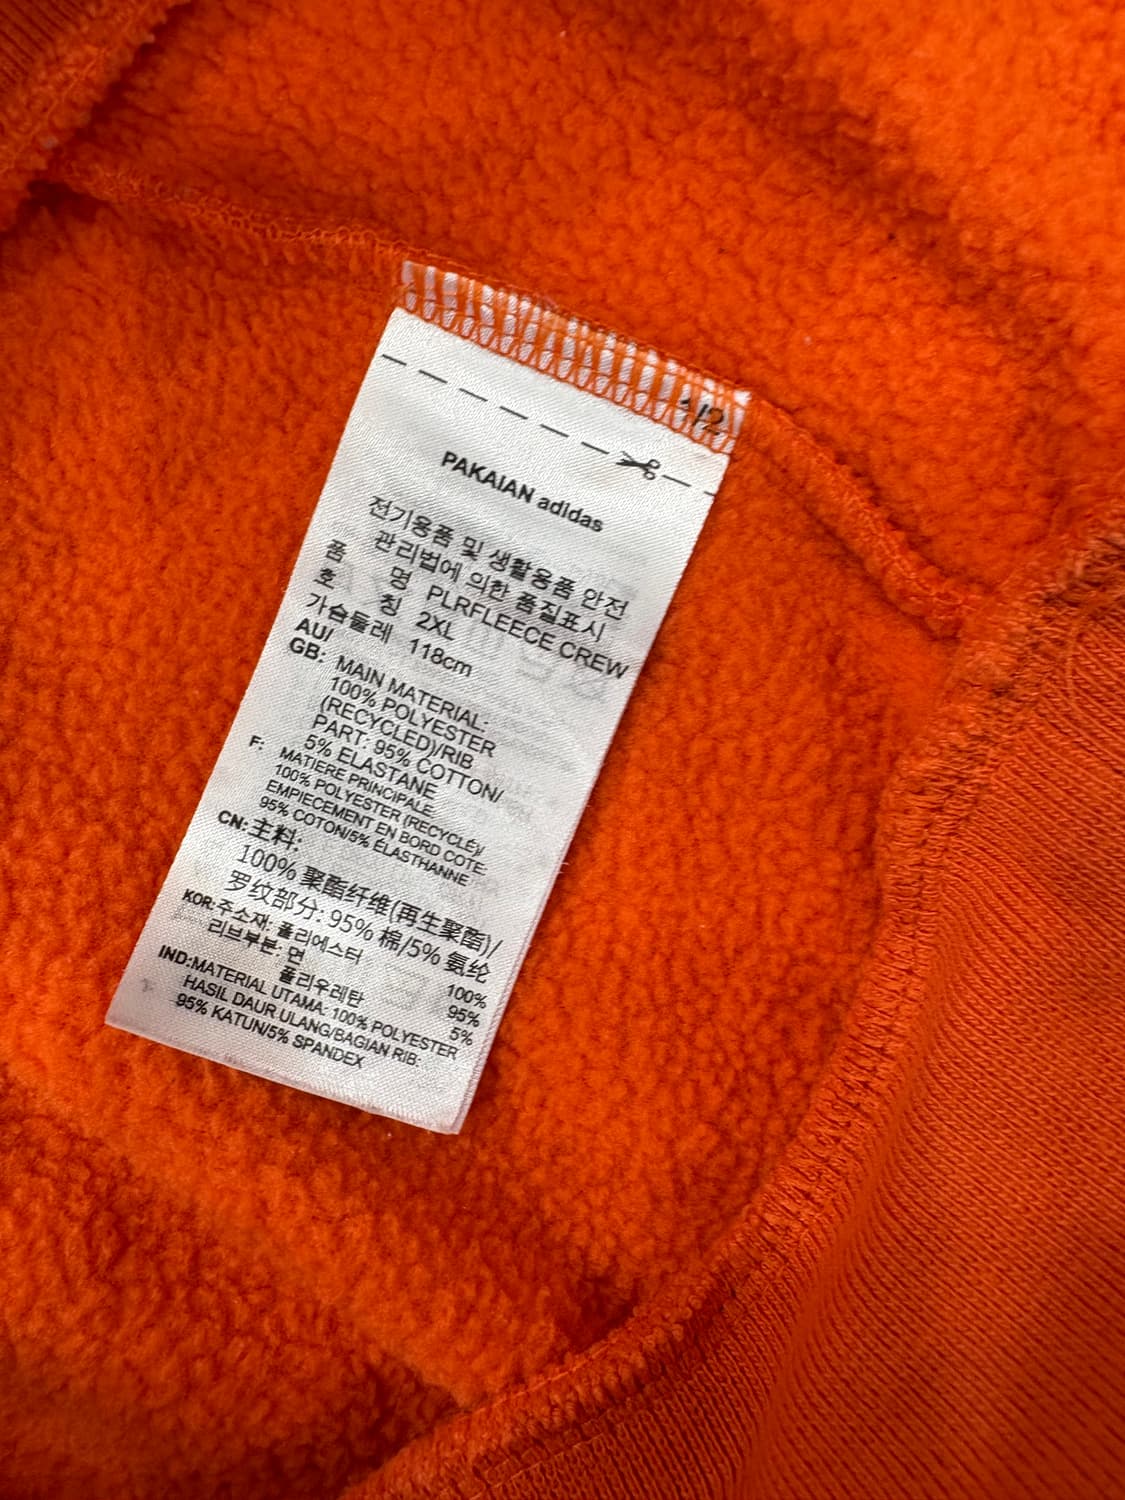 1/2
PAKAIAN adidas
전기용품 및 생활용품 안전
관리법에 의한 품질표시
품 명 PLRFLEECE CREW
호 칭 2XL
가슴둘레 118cm
AU/
GB: MAIN MATERIAL:
100% POLYESTER
(RECYCLED)/RIB
PART: 95% COTTON/
5% ELASTANE
F: MATIERE PRINCIPALE
100% POLYESTER (RECYCLÉ)/
EMPIECEMENT EN BORD COTE:
95% COTON/5% ÉLASTHANNE
CN: 主料:
100% 聚酯纤维(再生聚酯)/
罗纹部分: 95% 棉/5% 氨纶
KOR: 주소재: 폴리에스터 100%
리브부분: 면 95%
폴리우레탄 5%
IND:MATERIAL UTAMA: 100% POLYESTER
HASIL DAUR ULANG/BAGIAN RIB:
95% KATUN/5% SPANDEX